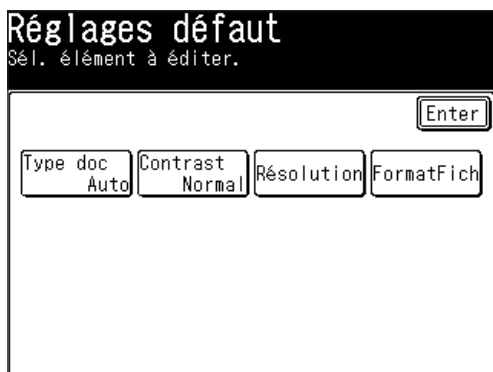 Réglages défaut
Sél. élément à éditer.
Enter
Type doc
Auto
Contrast
Normal
Résolution
FormatFich